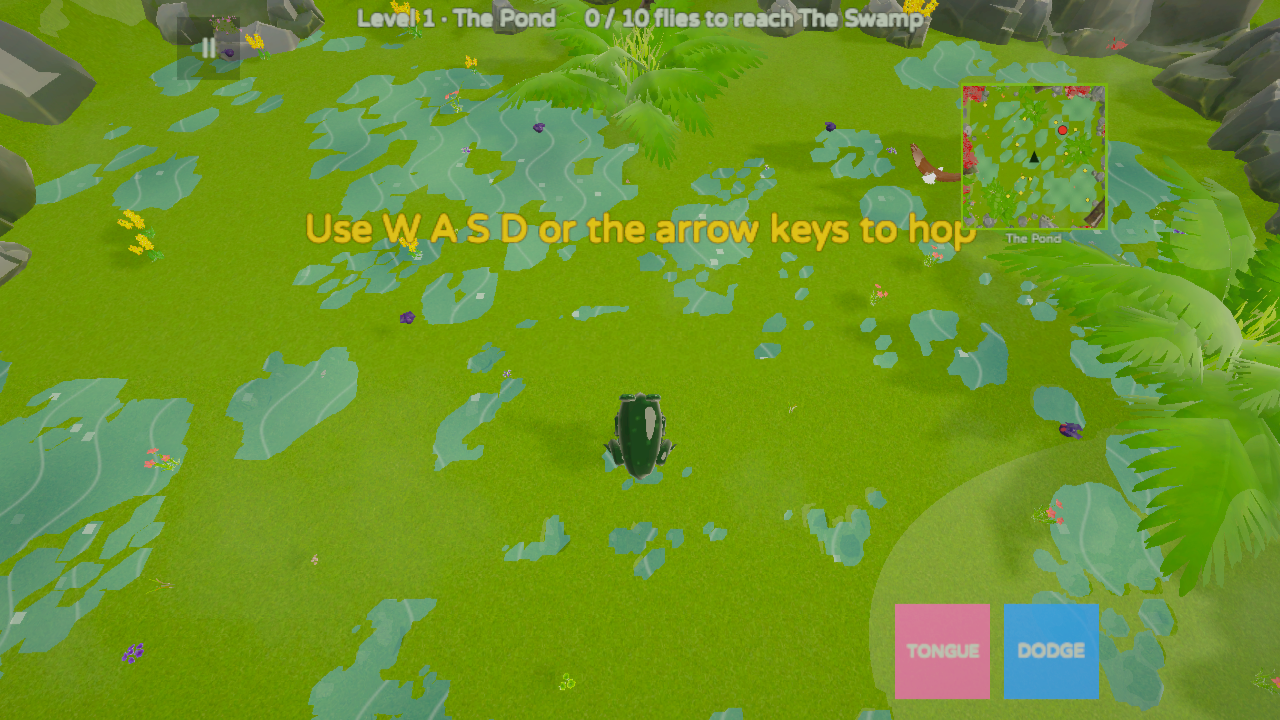 Level 1 · The Pond 0 / 10 flies to reach The Swamp
Use W A S D or the arrow keys to hop
The Pond
TONGUE
DODGE